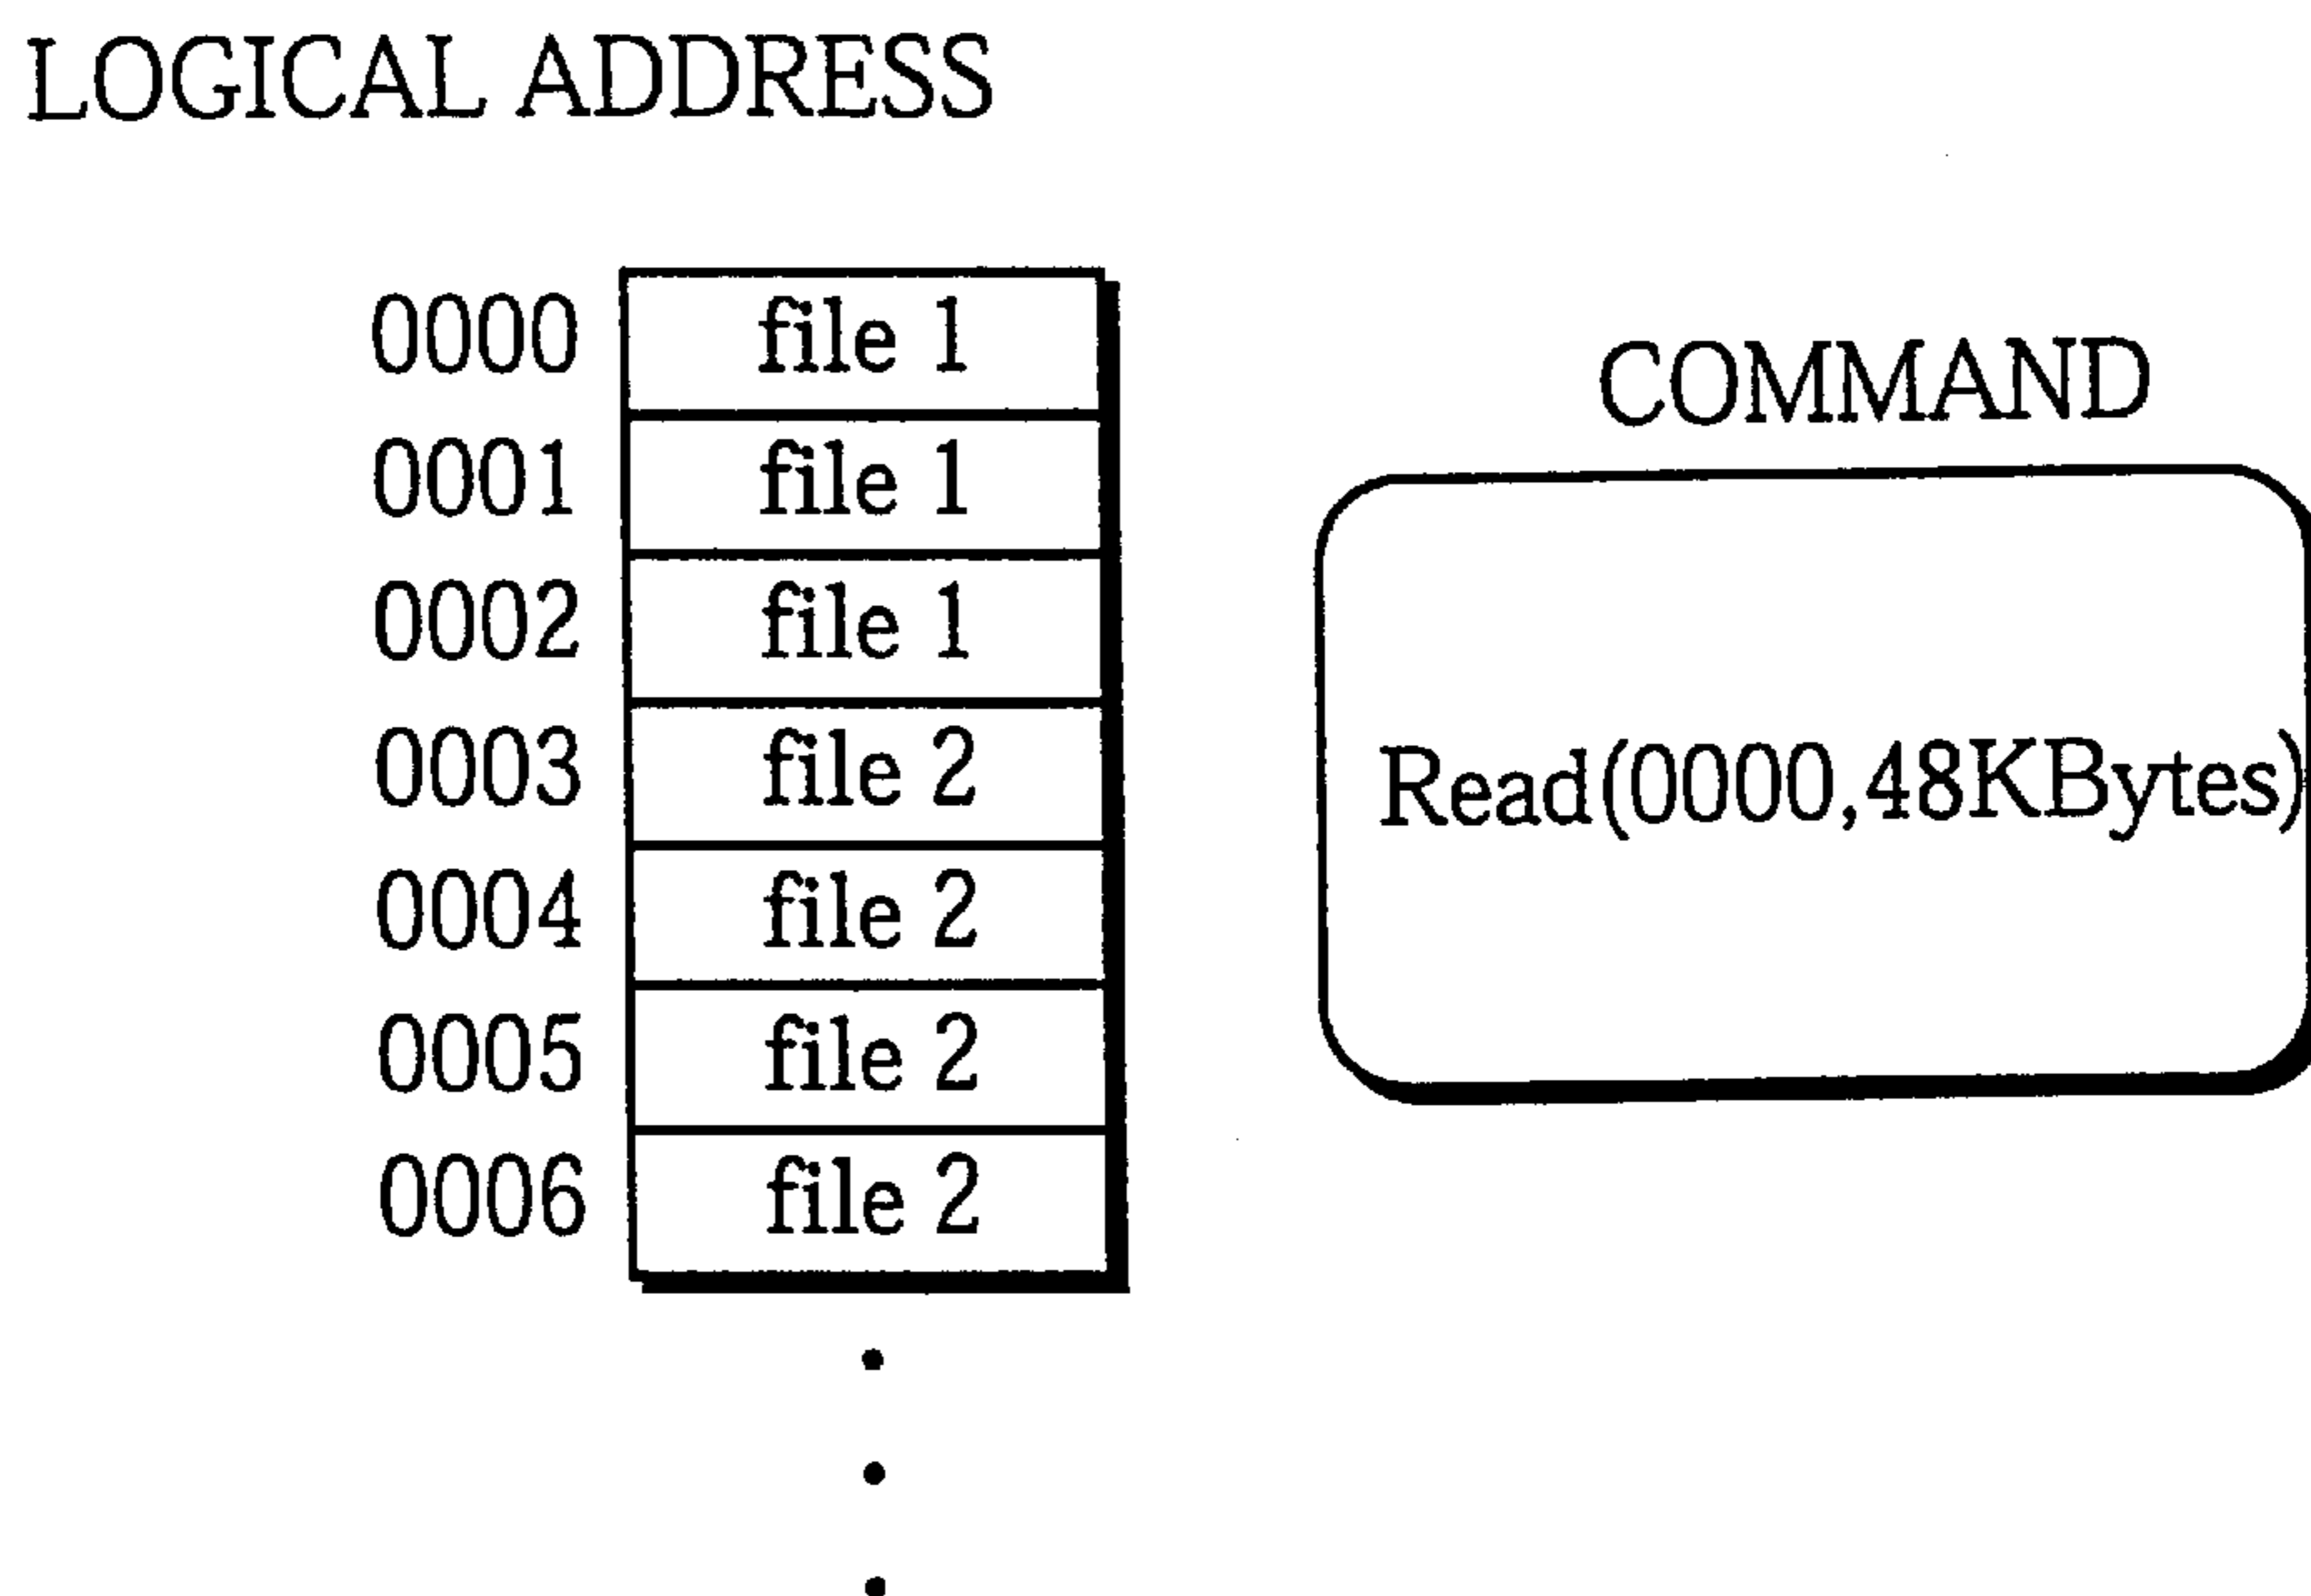 LOGICAL ADDRESS
0000 file 1
0001 file 1
0002 file 1
0003 file 2
0004 file 2
0005 file 2
0006 file 2
COMMAND
Read(0000,48KBytes)